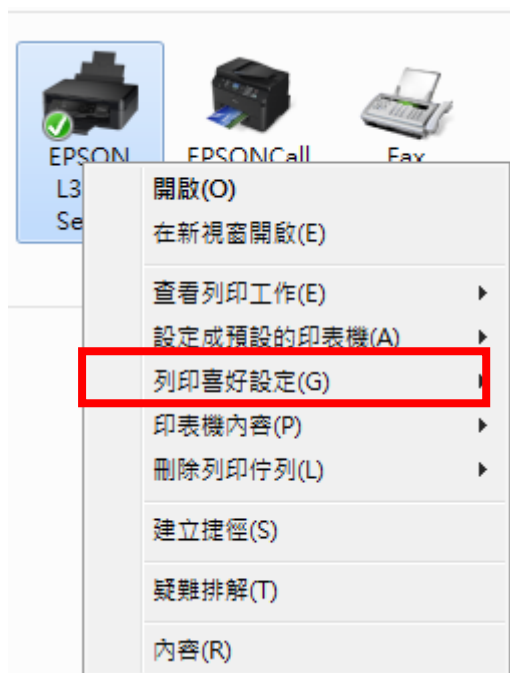 EPSON
EPSONCall
Fax
L3
Se
開啟(O)
在新視窗開啟(E)
查看列印工作(E)
設定成預設的印表機(A)
列印喜好設定(G)
印表機內容(P)
刪除列印佇列(L)
建立捷徑(S)
疑難排解(T)
內容(R)